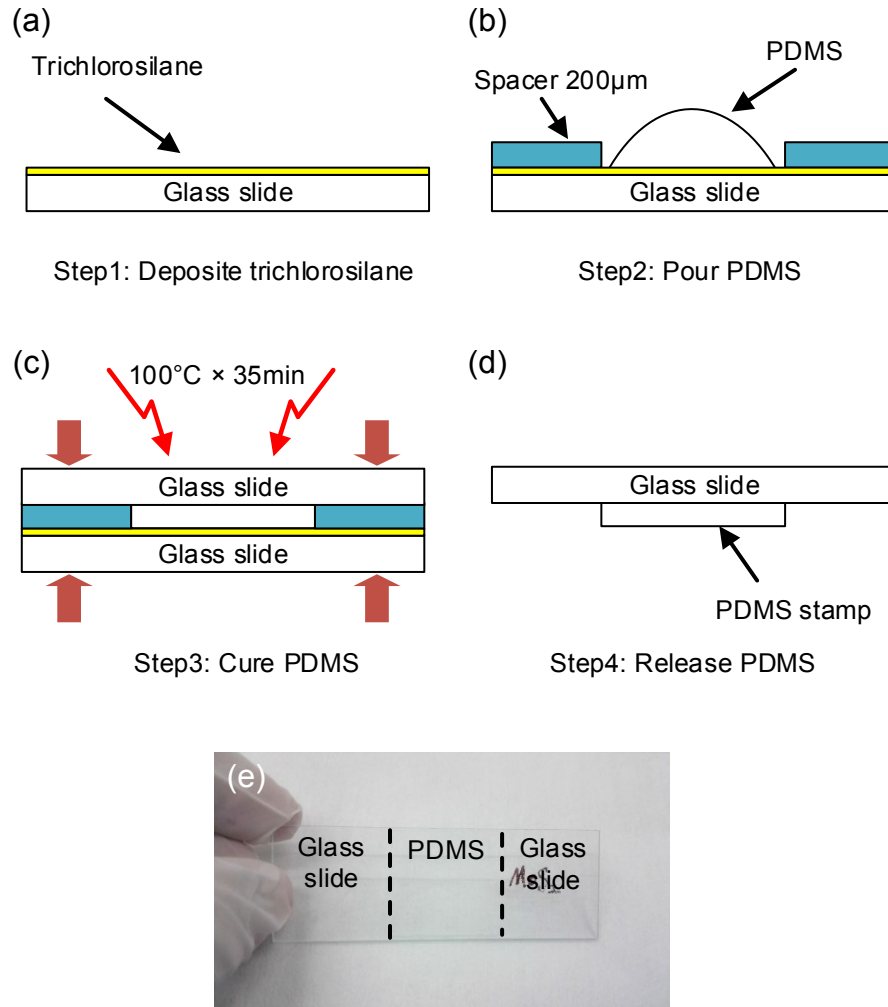 (a)
Trichlorosilane
Glass slide
Step1: Deposite trichlorosilane
(b)
PDMS
Spacer 200µm
Glass slide
Step2: Pour PDMS
(c)
100°C × 35min
Glass slide
Glass slide
Step3: Cure PDMS
(d)
Glass slide
PDMS stamp
Step4: Release PDMS
(e)
Glass
slide
PDMS
Glass
slide